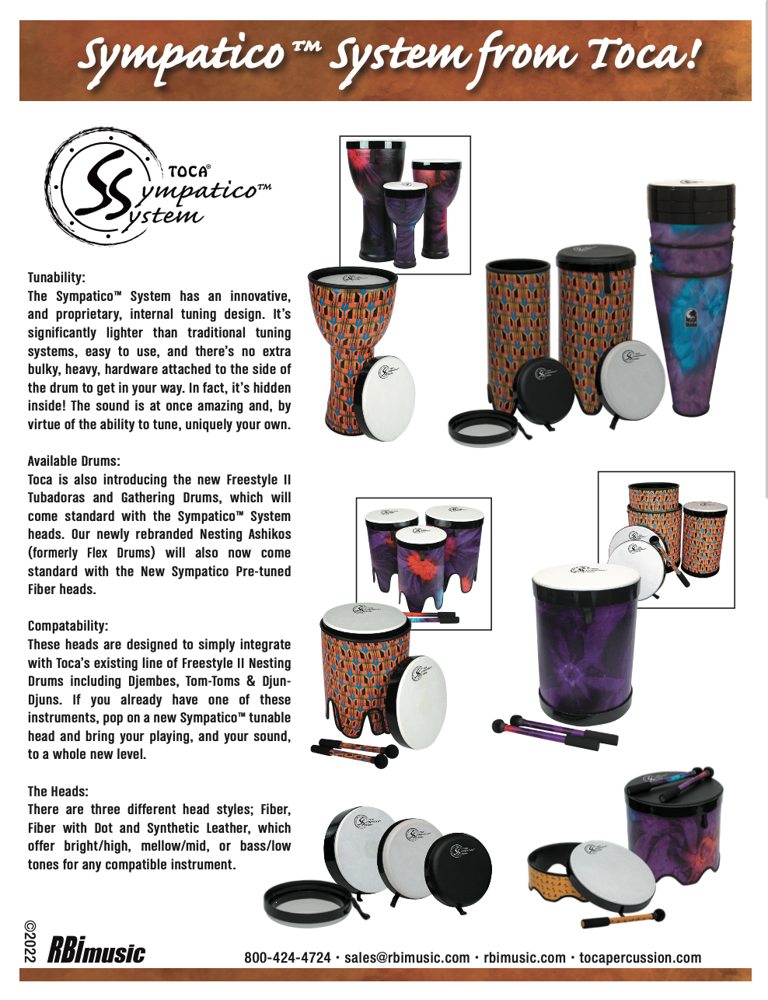 Sympatico™ System from Toca!
TOCA®
SSympatico™
System
Tunability:
The Sympatico™ System has an innovative,
and proprietary, internal tuning design. It’s
significantly lighter than traditional tuning
systems, easy to use, and there’s no extra
bulky, heavy, hardware attached to the side of
the drum to get in your way. In fact, it’s hidden
inside! The sound is at once amazing and, by
virtue of the ability to tune, uniquely your own.
Available Drums:
Toca is also introducing the new Freestyle II
Tubadoras and Gathering Drums, which will
come standard with the Sympatico™ System
heads. Our newly rebranded Nesting Ashikos
(formerly Flex Drums) will also now come
standard with the New Sympatico Pre-tuned
Fiber heads.
Compatability:
These heads are designed to simply integrate
with Toca’s existing line of Freestyle II Nesting
Drums including Djembes, Tom-Toms & Djun-
Djuns. If you already have one of these
instruments, pop on a new Sympatico™ tunable
head and bring your playing, and your sound,
to a whole new level.
The Heads:
There are three different head styles; Fiber,
Fiber with Dot and Synthetic Leather, which
offer bright/high, mellow/mid, or bass/low
tones for any compatible instrument.
TOCA
©2022
RBImusic
800-424-4724 • sales@rbimusic.com • rbimusic.com • tocapercussion.com